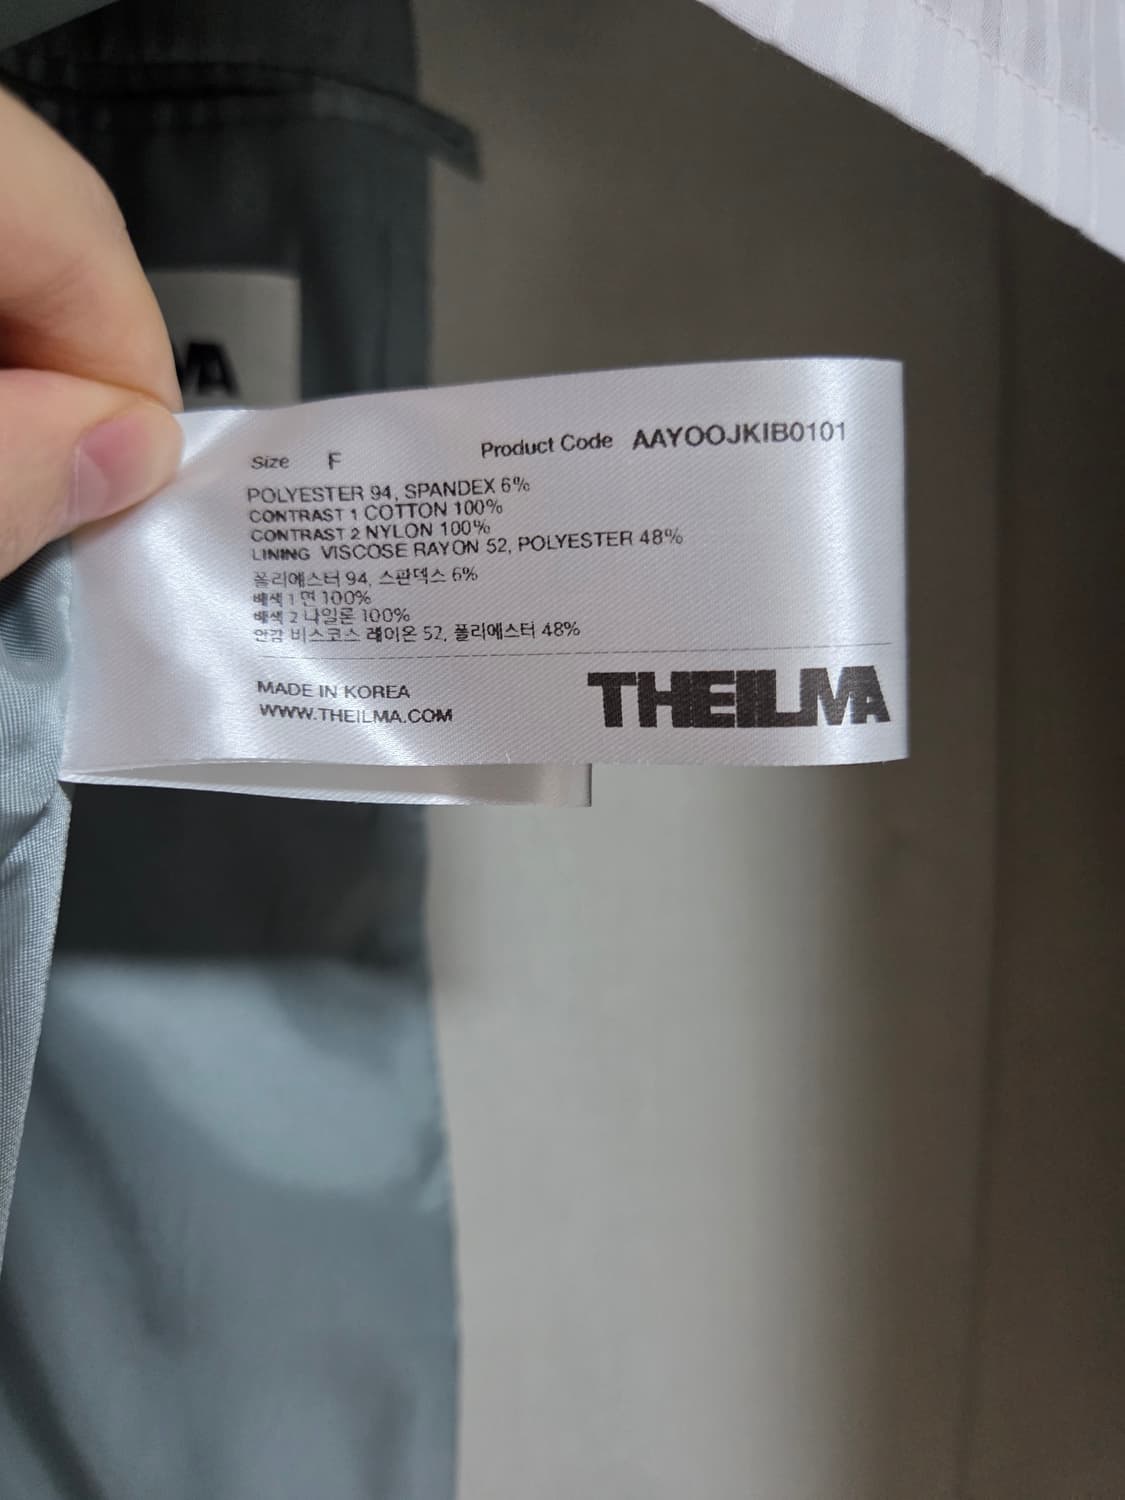 Size F Product Code AAYOOJKIB0101
POLYESTER 94, SPANDEX 6%
CONTRAST 1 COTTON 100%
CONTRAST 2 NYLON 100%
LINING VISCOSE RAYON 52, POLYESTER 48%
폴리에스터 94, 스판덱스 6%
배색 1 면 100%
배색 2 나일론 100%
안감 비스코스 레이온 52, 폴리에스터 48%
MADE IN KOREA
WWW.THEILMA.COM
THEILMA
MA